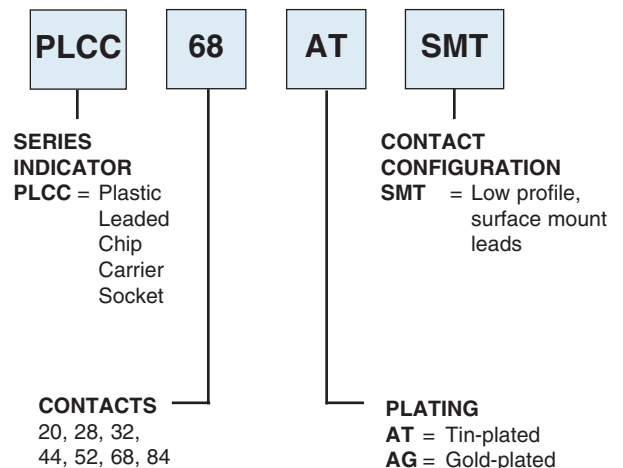 PLCC 68 AT SMT
SERIES
INDICATOR
PLCC = Plastic
Leaded
Chip
Carrier
Socket
CONTACT
CONFIGURATION
SMT = Low profile,
surface mount
leads
CONTACTS
20, 28, 32,
44, 52, 68, 84
PLATING
AT = Tin-plated
AG = Gold-plated